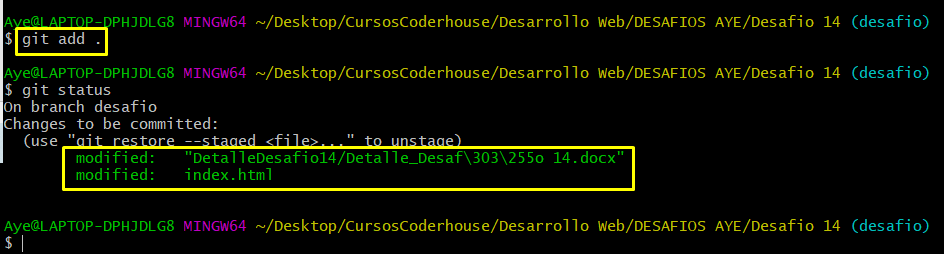 Aye@LAPTOP-DPHJDLG8 MINGW64 ~/Desktop/CursosCoderhouse/Desarrollo Web/DESAFIOS AYE/Desafio 14 (desafio)
$ git add .
Aye@LAPTOP-DPHJDLG8 MINGW64 ~/Desktop/CursosCoderhouse/Desarrollo Web/DESAFIOS AYE/Desafio 14 (desafio)
$ git status
On branch desafio
Changes to be committed:
  (use "git restore --staged <file>..." to unstage)
        modified:   "DetalleDesafio14/Detalle_Desaf\303\255o 14.docx"
        modified:   index.html
Aye@LAPTOP-DPHJDLG8 MINGW64 ~/Desktop/CursosCoderhouse/Desarrollo Web/DESAFIOS AYE/Desafio 14 (desafio)
$